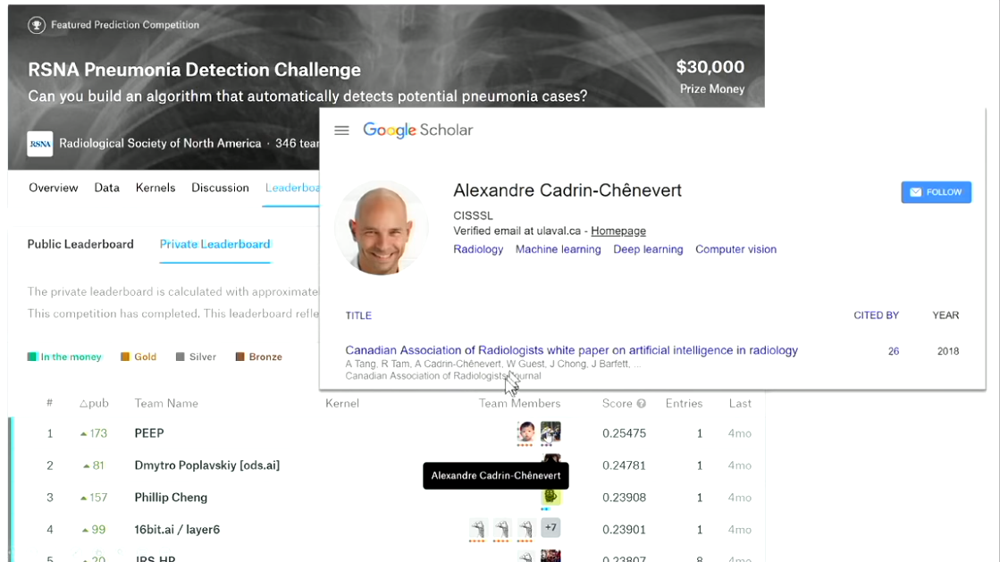 Featured Prediction Competition
RSNA Pneumonia Detection Challenge
Can you build an algorithm that automatically detects potential pneumonia cases?
$30,000
Prize Money
RSNA
Radiological Society of North America · 346 tea
Overview Data Kernels Discussion Leaderboa
Public Leaderboard Private Leaderboard
The private leaderboard is calculated with approximate
This competition has completed. This leaderboard refle
In the money Gold Silver Bronze
Google Scholar
Alexandre Cadrin-Chênevert
FOLLOW
CISSSL
Verified email at ulaval.ca - Homepage
Radiology Machine learning Deep learning Computer vision
TITLE CITED BY YEAR
Canadian Association of Radiologists white paper on artificial intelligence in radiology 26 2018
A Tang, R Tam, A Cadrin-Chênevert, W Guest, J Chong, J Barfett, ...
Canadian Association of Radiologists Journal
# △pub Team Name Kernel Team Members Score Entries Last
1 173 PEEP 0.25475 1 4mo
2 81 Dmytro Poplavskiy [ods.ai] 0.24781 1 4mo
Alexandre Cadrin-Chênevert
3 157 Phillip Cheng 0.23908 1 4mo
4 99 16bit.ai / layer6 +7 0.23901 1 4mo
5 20 JRS-HP 0.23807 8 4mo